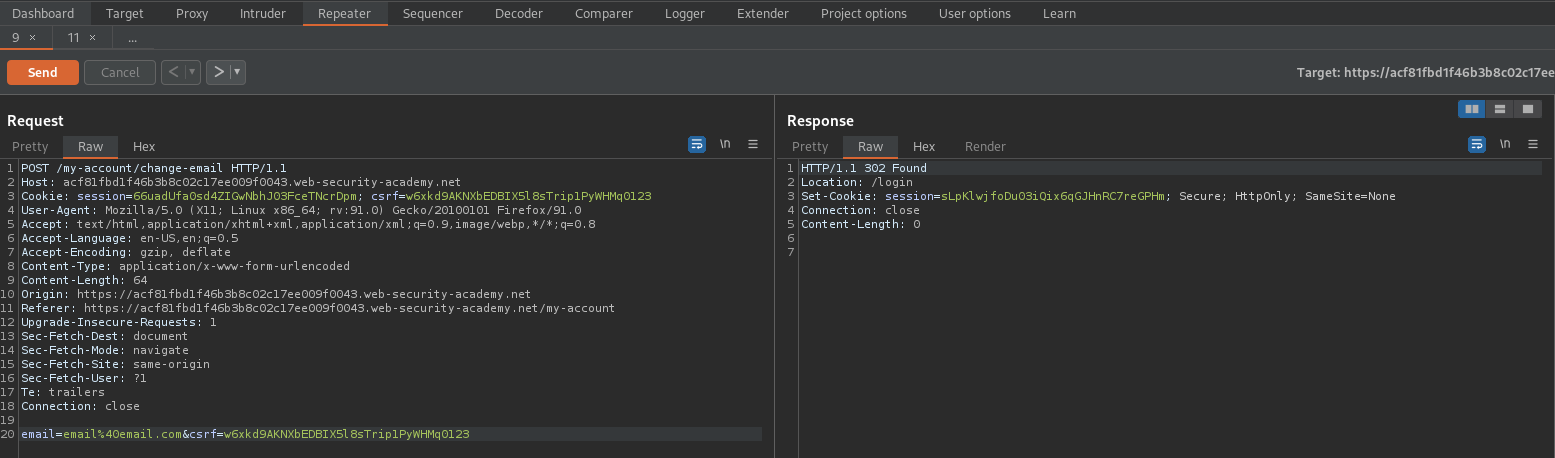 Dashboard Target Proxy Intruder Repeater Sequencer Decoder Comparer Logger Extender Project options User options Learn
9 × 11 × ...
Send Cancel < ▾ > ▾ Target: https://acf81fbd1f46b3b8c02c17ee
Request
Pretty Raw Hex \n
1 POST /my-account/change-email HTTP/1.1
2 Host: acf81fbd1f46b3b8c02c17ee009f0043.web-security-academy.net
3 Cookie: session=66uadUfa0sd4ZIGwNbhJ03FceTNcrDpm; csrf=w6xkd9AKNXbEDBIX5l8sTrip1PyWHMq0123
4 User-Agent: Mozilla/5.0 (X11; Linux x86_64; rv:91.0) Gecko/20100101 Firefox/91.0
5 Accept: text/html,application/xhtml+xml,application/xml;q=0.9,image/webp,*/*;q=0.8
6 Accept-Language: en-US,en;q=0.5
7 Accept-Encoding: gzip, deflate
8 Content-Type: application/x-www-form-urlencoded
9 Content-Length: 64
10 Origin: https://acf81fbd1f46b3b8c02c17ee009f0043.web-security-academy.net
11 Referer: https://acf81fbd1f46b3b8c02c17ee009f0043.web-security-academy.net/my-account
12 Upgrade-Insecure-Requests: 1
13 Sec-Fetch-Dest: document
14 Sec-Fetch-Mode: navigate
15 Sec-Fetch-Site: same-origin
16 Sec-Fetch-User: ?1
17 Te: trailers
18 Connection: close
19
20 email=email%40email.com&csrf=w6xkd9AKNXbEDBIX5l8sTrip1PyWHMq0123
Response
Pretty Raw Hex Render \n
1 HTTP/1.1 302 Found
2 Location: /login
3 Set-Cookie: session=sLpKlwjfoDu03iQix6qGJHnRC7reGPHm; Secure; HttpOnly; SameSite=None
4 Connection: close
5 Content-Length: 0
6
7